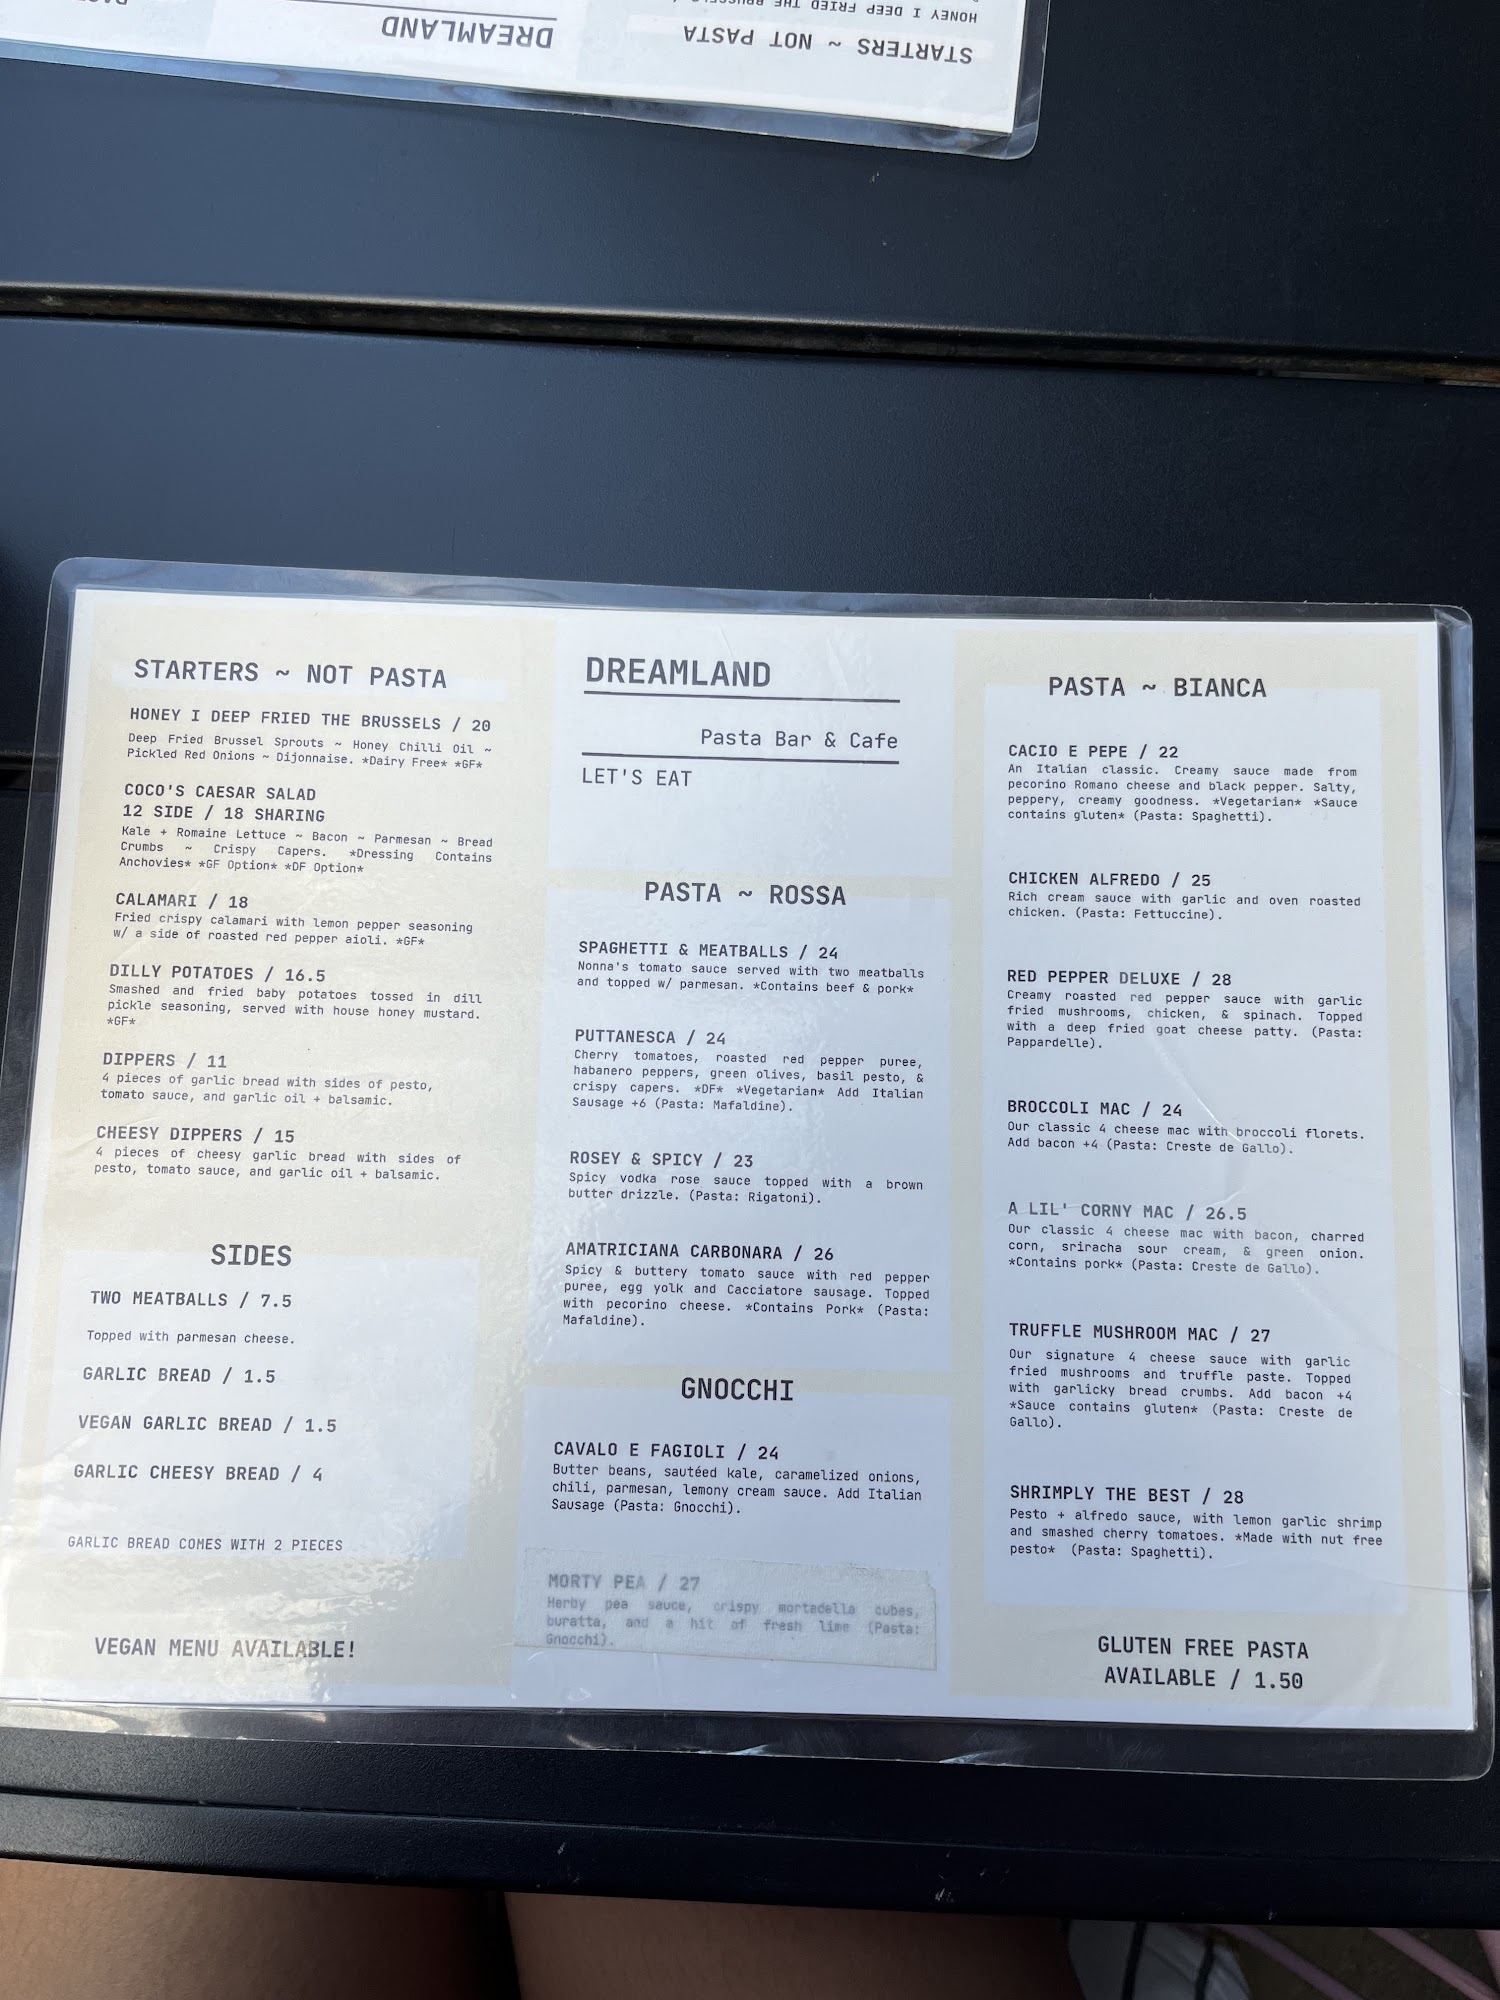 HONEY I DEEP FRIED THE
STARTERS ~ NOT PASTA
DREAMLAND
STARTERS ~ NOT PASTA
HONEY I DEEP FRIED THE BRUSSELS / 20
Deep Fried Brussel Sprouts ~ Honey Chilli Oil ~
Pickled Red Onions ~ Dijonnaise. *Dairy Free* *GF*
COCO'S CAESAR SALAD
12 SIDE / 18 SHARING
Kale + Romaine Lettuce ~ Bacon ~ Parmesan ~ Bread
Crumbs ~ Crispy Capers. *Dressing Contains
Anchovies* *GF Option* *DF Option*
CALAMARI / 18
Fried crispy calamari with lemon pepper seasoning
w/ a side of roasted red pepper aioli. *GF*
DILLY POTATOES / 16.5
Smashed and fried baby potatoes tossed in dill
pickle seasoning, served with house honey mustard.
*GF*
DIPPERS / 11
4 pieces of garlic bread with sides of pesto,
tomato sauce, and garlic oil + balsamic.
CHEESY DIPPERS / 15
4 pieces of cheesy garlic bread with sides of
pesto, tomato sauce, and garlic oil + balsamic.
SIDES
TWO MEATBALLS / 7.5
Topped with parmesan cheese.
GARLIC BREAD / 1.5
VEGAN GARLIC BREAD / 1.5
GARLIC CHEESY BREAD / 4
GARLIC BREAD COMES WITH 2 PIECES
VEGAN MENU AVAILABLE!
DREAMLAND
Pasta Bar & Cafe
LET'S EAT
PASTA ~ ROSSA
SPAGHETTI & MEATBALLS / 24
Nonna's tomato sauce served with two meatballs
and topped w/ parmesan. *Contains beef & pork*
PUTTANESCA / 24
Cherry tomatoes, roasted red pepper puree,
habanero peppers, green olives, basil pesto, &
crispy capers. *DF* *Vegetarian* Add Italian
Sausage +6 (Pasta: Mafaldine).
ROSEY & SPICY / 23
Spicy vodka rose sauce topped with a brown
butter drizzle. (Pasta: Rigatoni).
AMATRICIANA CARBONARA / 26
Spicy & buttery tomato sauce with red pepper
puree, egg yolk and Cacciatore sausage. Topped
with pecorino cheese. *Contains Pork* (Pasta:
Mafaldine).
GNOCCHI
CAVALO E FAGIOLI / 24
Butter beans, sautéed kale, caramelized onions,
chili, parmesan, lemony cream sauce. Add Italian
Sausage (Pasta: Gnocchi).
MORTY PEA / 27
Herby pea sauce, crispy mortadella cubes,
buratta, and a hit of fresh lime (Pasta:
Gnocchi).
PASTA ~ BIANCA
CACIO E PEPE / 22
An Italian classic. Creamy sauce made from
pecorino Romano cheese and black pepper. Salty,
peppery, creamy goodness. *Vegetarian* *Sauce
contains gluten* (Pasta: Spaghetti).
CHICKEN ALFREDO / 25
Rich cream sauce with garlic and oven roasted
chicken. (Pasta: Fettuccine).
RED PEPPER DELUXE / 28
Creamy roasted red pepper sauce with garlic
fried mushrooms, chicken, & spinach. Topped
with a deep fried goat cheese patty. (Pasta:
Pappardelle).
BROCCOLI MAC / 24
Our classic 4 cheese mac with broccoli florets.
Add bacon +4 (Pasta: Creste de Gallo).
A LIL' CORNY MAC / 26.5
Our classic 4 cheese mac with bacon, charred
corn, sriracha sour cream, & green onion.
*Contains pork* (Pasta: Creste de Gallo).
TRUFFLE MUSHROOM MAC / 27
Our signature 4 cheese sauce with garlic
fried mushrooms and truffle paste. Topped
with garlicky bread crumbs. Add bacon +4
*Sauce contains gluten* (Pasta: Creste de
Gallo).
SHRIMPLY THE BEST / 28
Pesto + alfredo sauce, with lemon garlic shrimp
and smashed cherry tomatoes. *Made with nut free
pesto* (Pasta: Spaghetti).
GLUTEN FREE PASTA
AVAILABLE / 1.50